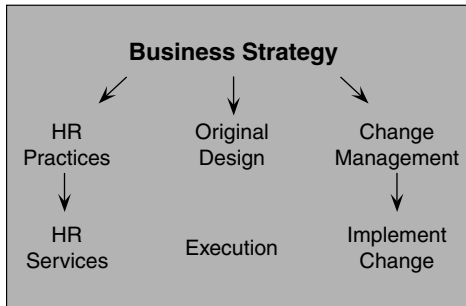 Business Strategy
HR
Practices
Original
Design
Change
Management
HR
Services
Execution
Implement
Change